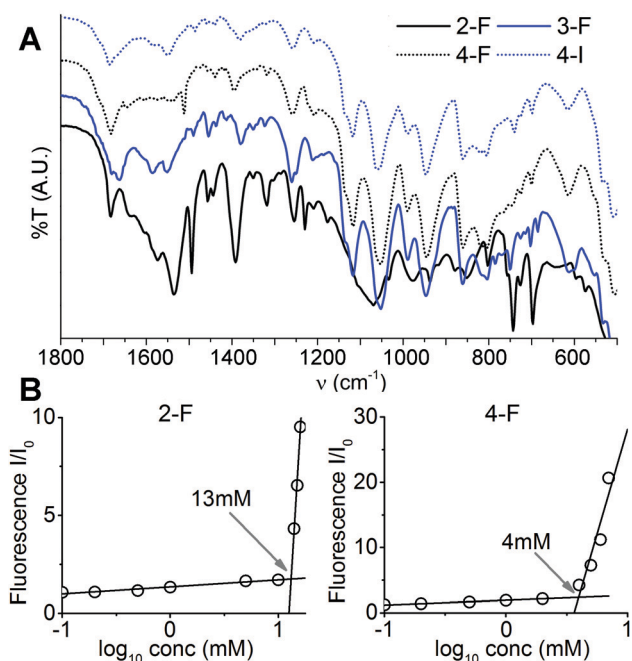 A
2-F 3-F
4-F 4-I
%T (A.U.)
1800 1600 1400 1200 1000 800 600
ν (cm⁻¹)
B
2-F
Fluorescence I/I₀
10
5
0
13mM
-1 0 1
log₁₀ conc (mM)
4-F
Fluorescence I/I₀
30
20
10
0
4mM
-1 0 1
log₁₀ conc (mM)